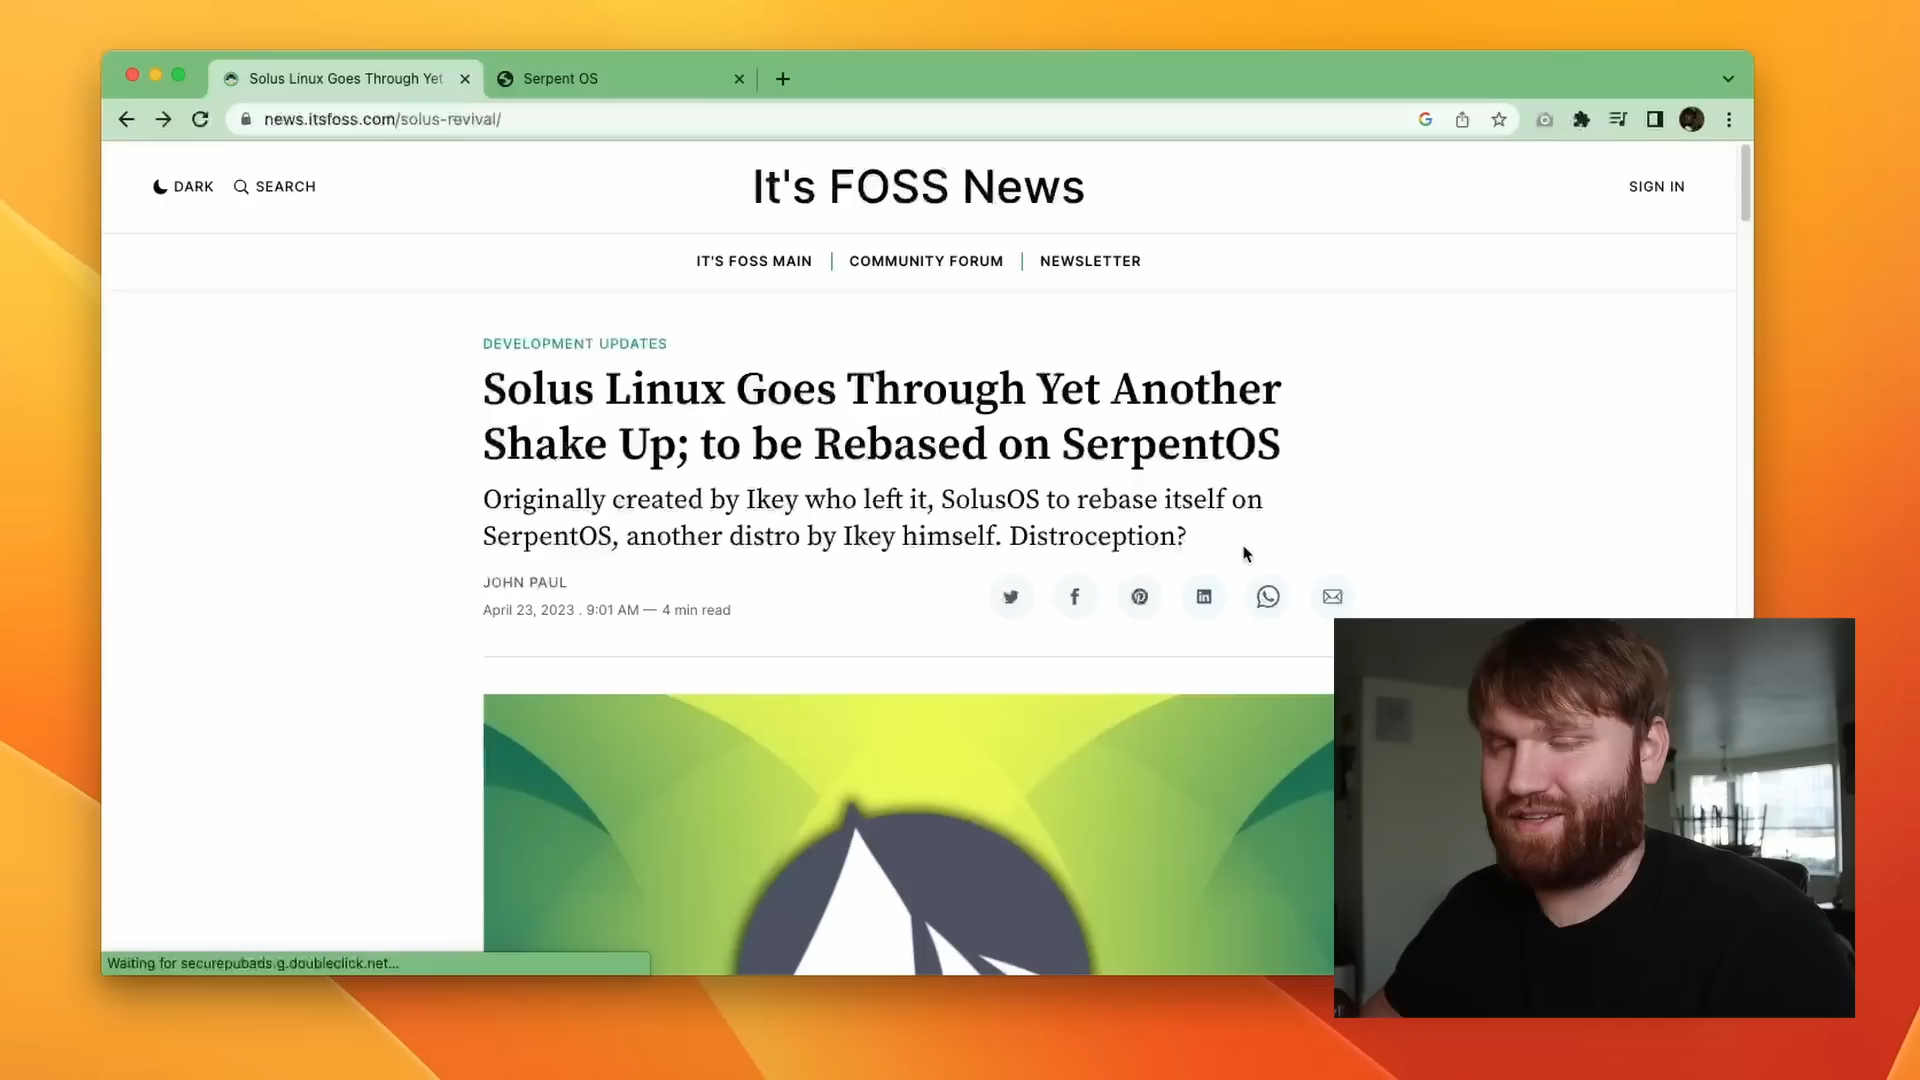 Solus Linux Goes Through Yet
Serpent OS
news.itsfoss.com/solus-revival/
DARK
SEARCH
It's FOSS News
SIGN IN
IT'S FOSS MAIN
COMMUNITY FORUM
NEWSLETTER
DEVELOPMENT UPDATES
Solus Linux Goes Through Yet Another
Shake Up; to be Rebased on SerpentOS
Originally created by Ikey who left it, SolusOS to rebase itself on
SerpentOS, another distro by Ikey himself. Distroception?
JOHN PAUL
April 23, 2023 . 9:01 AM — 4 min read
Waiting for securepubads.g.doubleclick.net...